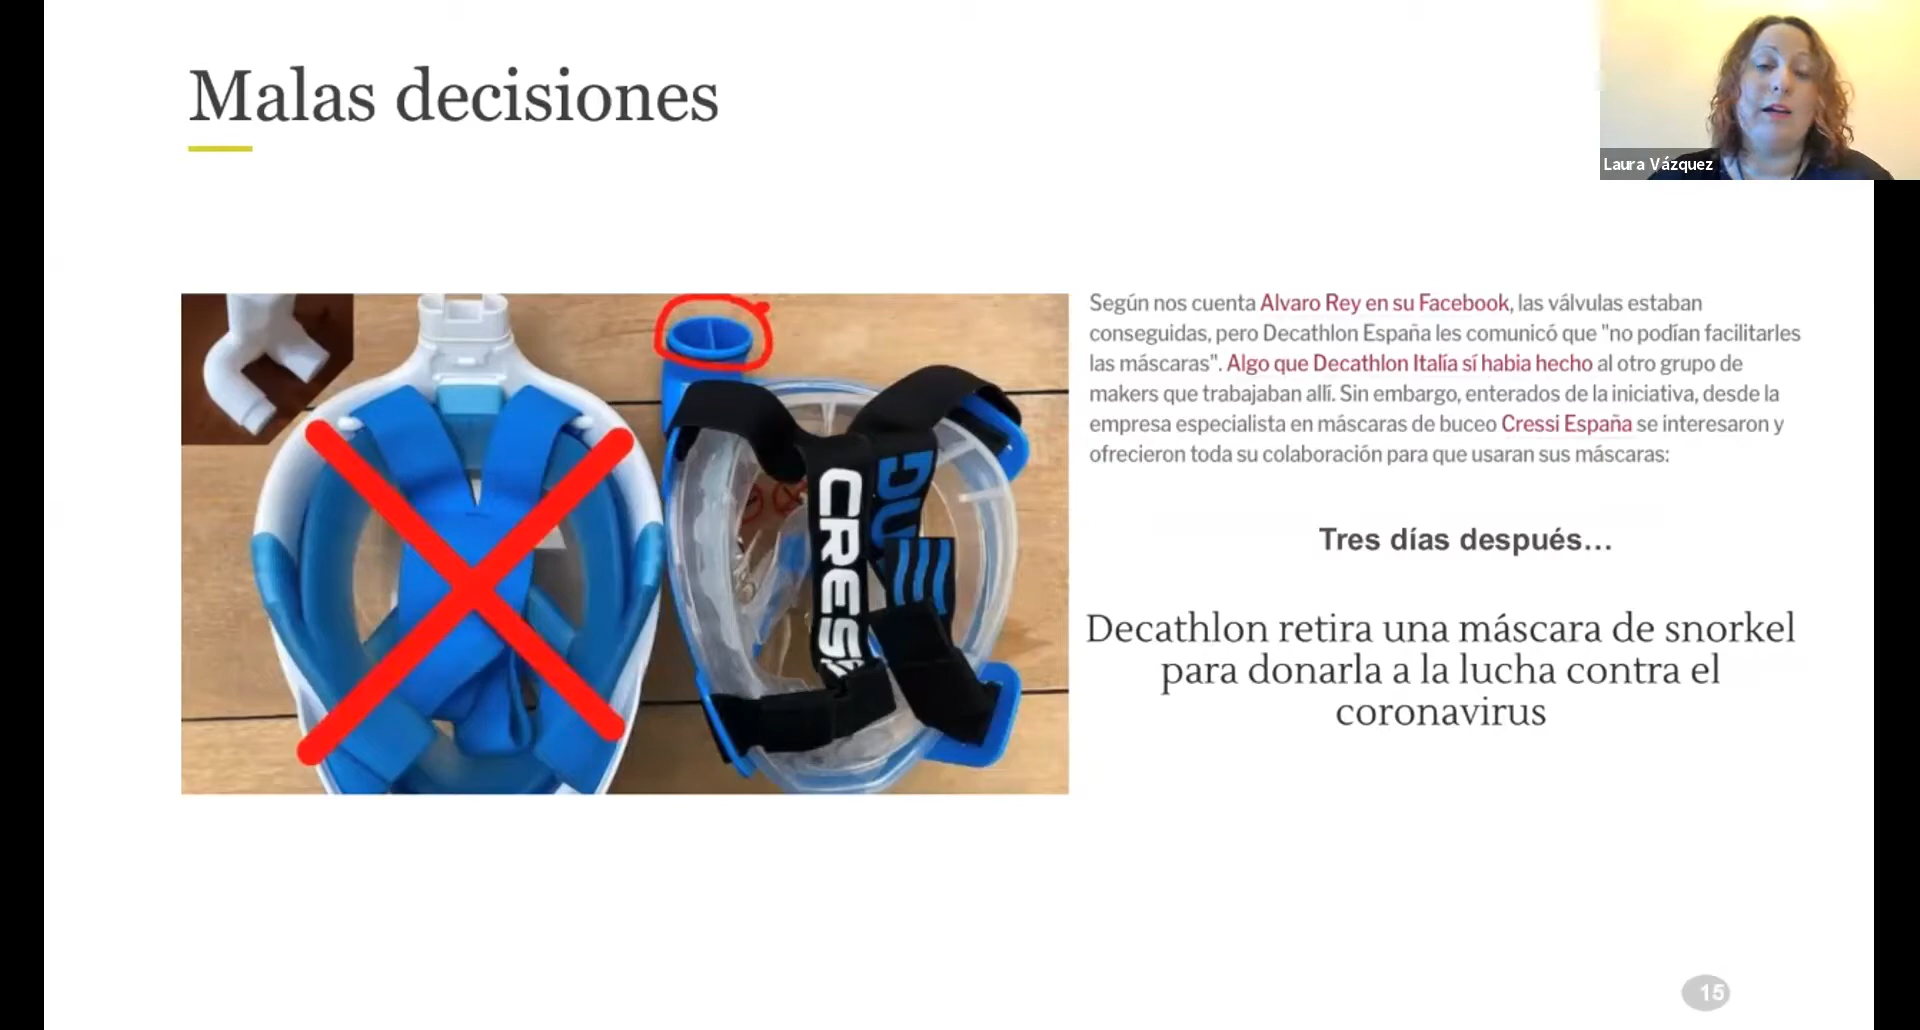 Malas decisiones
Laura Vázquez
CRESS
Según nos cuenta Alvaro Rey en su Facebook, las válvulas estaban
conseguidas, pero Decathlon España les comunicó que "no podían facilitarles
las máscaras". Algo que Decathlon Italía sí habia hecho al otro grupo de
makers que trabajaban allí. Sin embargo, enterados de la iniciativa, desde la
empresa especialista en máscaras de buceo Cressi España se interesaron y
ofrecieron toda su colaboración para que usaran sus máscaras:
Tres días después...
Decathlon retira una máscara de snorkel
para donarla a la lucha contra el
coronavirus
15